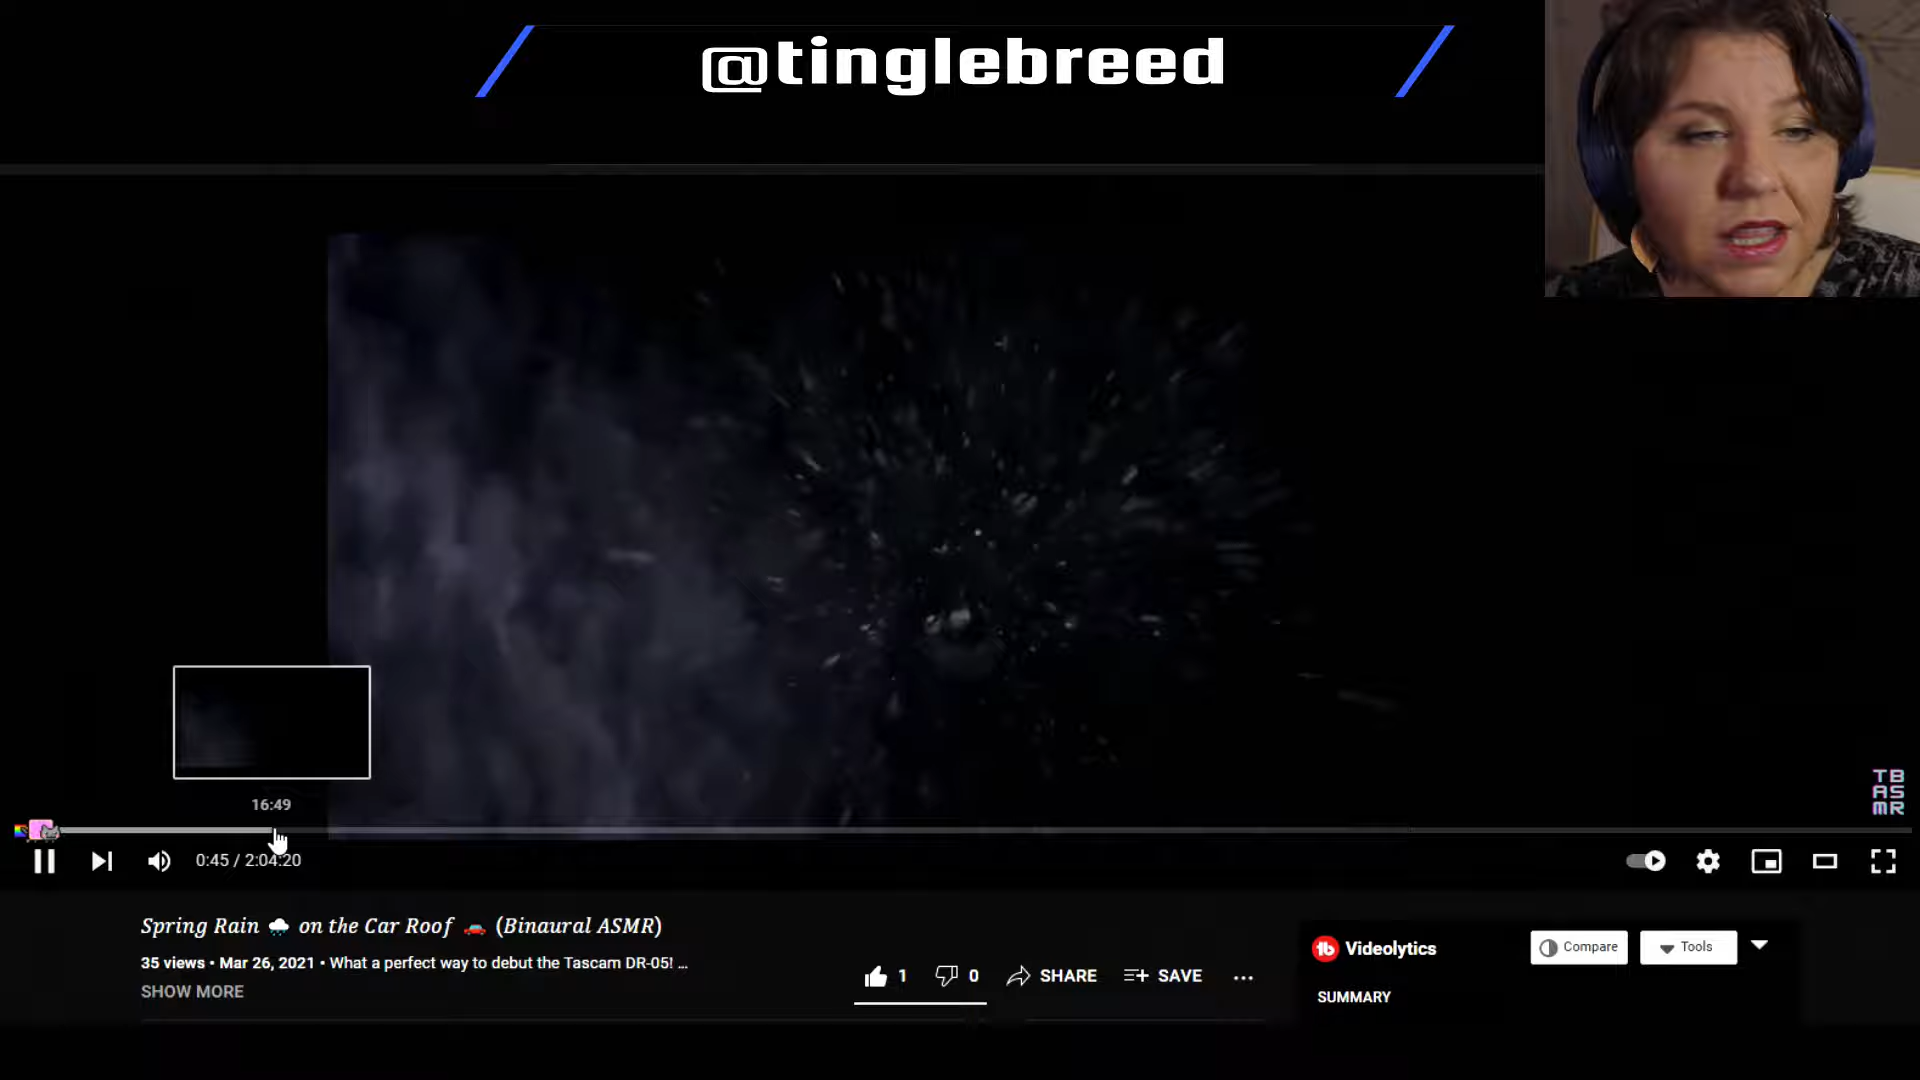 @tinglebreed
16:49
TB
AS
MR
0:45 / 2:04:20
Spring Rain 🌧 on the Car Roof 🚗 (Binaural ASMR)
35 views • Mar 26, 2021 • What a perfect way to debut the Tascam DR-05! ...
SHOW MORE
1 0 SHARE SAVE ...
tb Videolytics Compare Tools
SUMMARY